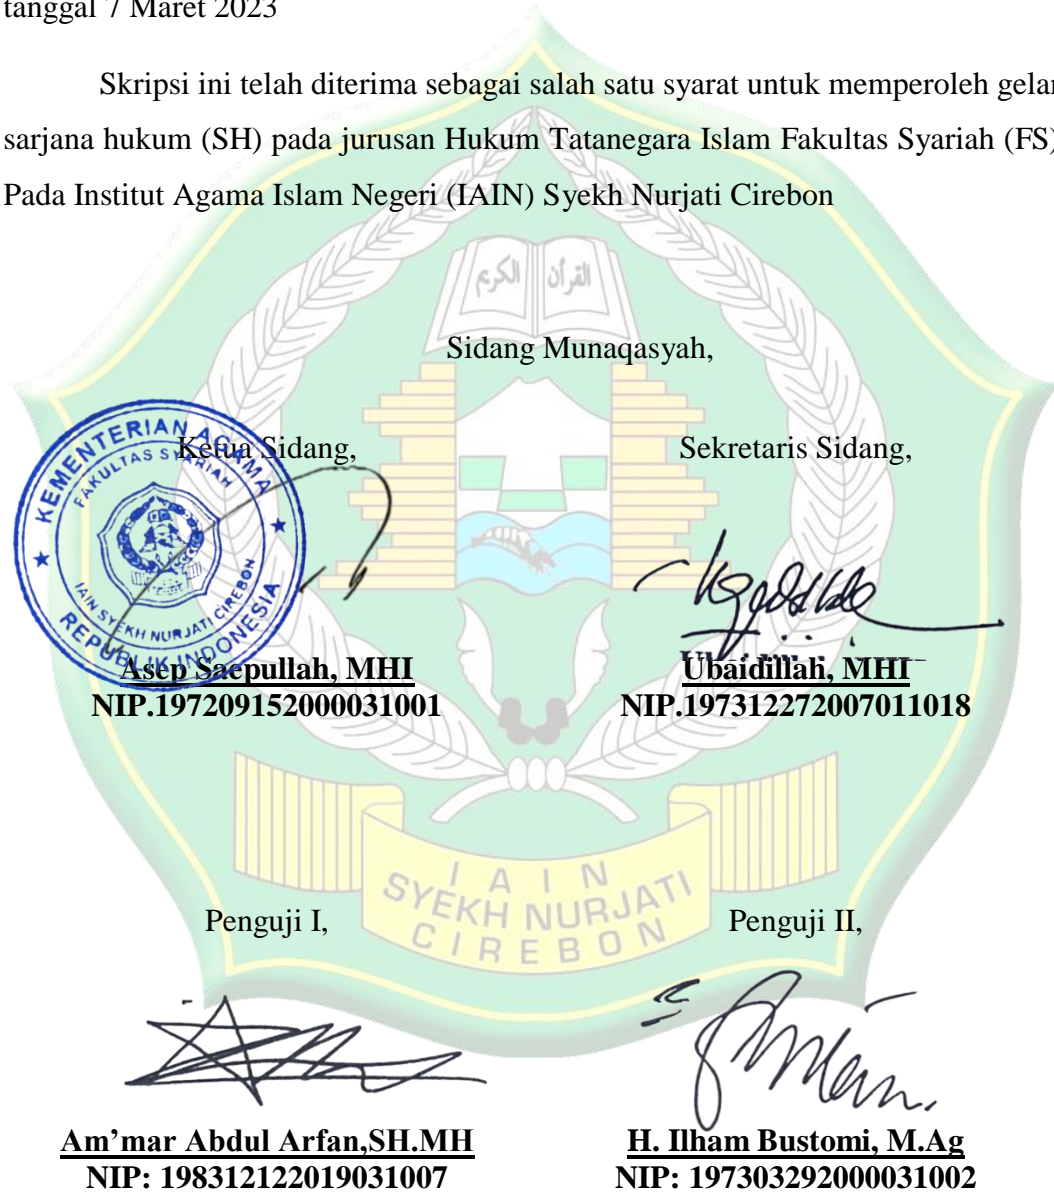 tanggal 7 Maret 2023
Skripsi ini telah diterima sebagai salah satu syarat untuk memperoleh gelar
sarjana hukum (SH) pada jurusan Hukum Tatanegara Islam Fakultas Syariah (FS)
Pada Institut Agama Islam Negeri (IAIN) Syekh Nurjati Cirebon
القرآن الكريم
Sidang Munaqasyah,
Ketua Sidang,
Sekretaris Sidang,
KEMENTERIAN AGAMA
FAKULTAS SYARIAH
IAIN SYEKH NURJATI CIREBON
REPUBLIK INDONESIA
Asep Saepullah, MHI
NIP.197209152000031001
Ubaidillah, MHI
NIP.197312272007011018
IAIN
SYEKH NURJATI
CIREBON
Penguji I,
Penguji II,
Am’mar Abdul Arfan,SH.MH
NIP: 198312122019031007
H. Ilham Bustomi, M.Ag
NIP: 197303292000031002